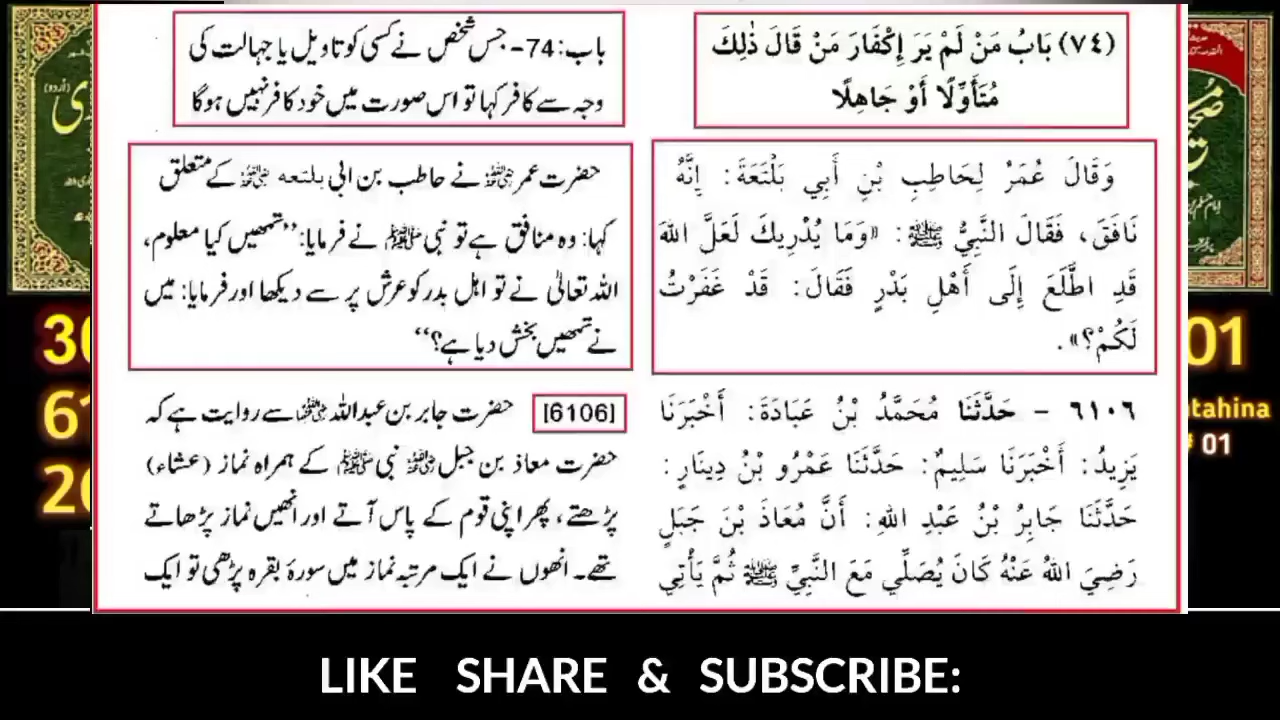 (٧٤) بَابُ مَنْ لَمْ يَرَ إِكْفَارَ مَنْ قَالَ ذٰلِكَ
مُتَأَوِّلًا أَوْ جَاهِلًا
باب:74- جس شخص نے کسی کو تاویل یا جہالت کی
وجہ سے کافر کہا تو اس صورت میں خود کافر نہیں ہوگا
وَقَالَ عُمَرُ لِحَاطِبِ بْنِ أَبِي بَلْتَعَةَ: إِنَّهُ
نَافَقَ، فَقَالَ النَّبِيُّ ﷺ: «وَمَا يُدْرِيكَ لَعَلَّ اللهَ
قَدِ اطَّلَعَ إِلَى أَهْلِ بَدْرٍ فَقَالَ: قَدْ غَفَرْتُ
لَكُمْ؟».
حضرت عمر ؓ نے حاطب بن ابی بلتعہ ؓ کے متعلق
کہا: وہ منافق ہے تو نبی ﷺ نے فرمایا: ’’تمھیں کیا معلوم،
اللہ تعالیٰ نے تو اہل بدر کو عرش پر سے دیکھا اور فرمایا: میں
نے تمھیں بخش دیا ہے؟‘‘
٦١٠٦ - حَدَّثَنَا مُحَمَّدُ بْنُ عَبَادَةَ: أَخْبَرَنَا
يَزِيدُ: أَخْبَرَنَا سَلِيمٌ: حَدَّثَنَا عَمْرُو بْنُ دِينَارٍ:
حَدَّثَنَا جَابِرُ بْنُ عَبْدِ اللهِ: أَنَّ مُعَاذَ بْنَ جَبَلٍ
رَضِيَ اللهُ عَنْهُ كَانَ يُصَلِّي مَعَ النَّبِيِّ ﷺ ثُمَّ يَأْتِي
[6106] حضرت جابر بن عبداللہ ؓ سے روایت ہے کہ
حضرت معاذ بن جبل ؓ نبی ﷺ کے ہمراہ نماز (عشاء)
پڑھتے، پھر اپنی قوم کے پاس آتے اور انھیں نماز پڑھاتے
تھے۔ انھوں نے ایک مرتبہ نماز میں سورۂ بقرہ پڑھی تو ایک
01
tahina
# 01
LIKE SHARE & SUBSCRIBE: